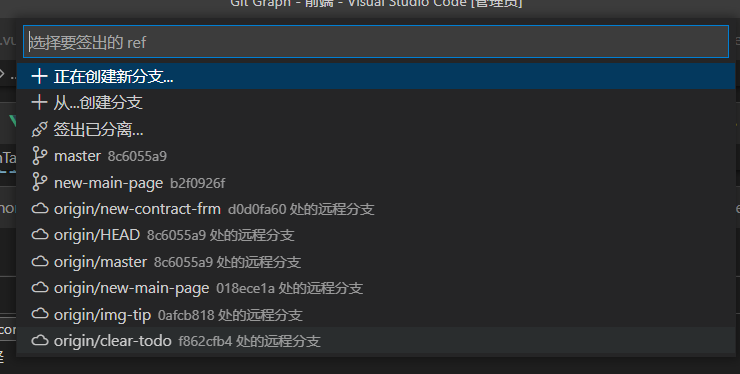 Git Graph - 前端 - Visual Studio Code [管理员]
选择要签出的 ref
正在创建新分支...
从...创建分支
签出已分离...
master 8c6055a9
new-main-page b2f0926f
origin/new-contract-frm d0d0fa60 处的远程分支
origin/HEAD 8c6055a9 处的远程分支
origin/master 8c6055a9 处的远程分支
origin/new-main-page 018ece1a 处的远程分支
origin/img-tip 0afcb818 处的远程分支
origin/clear-todo f862cfb4 处的远程分支